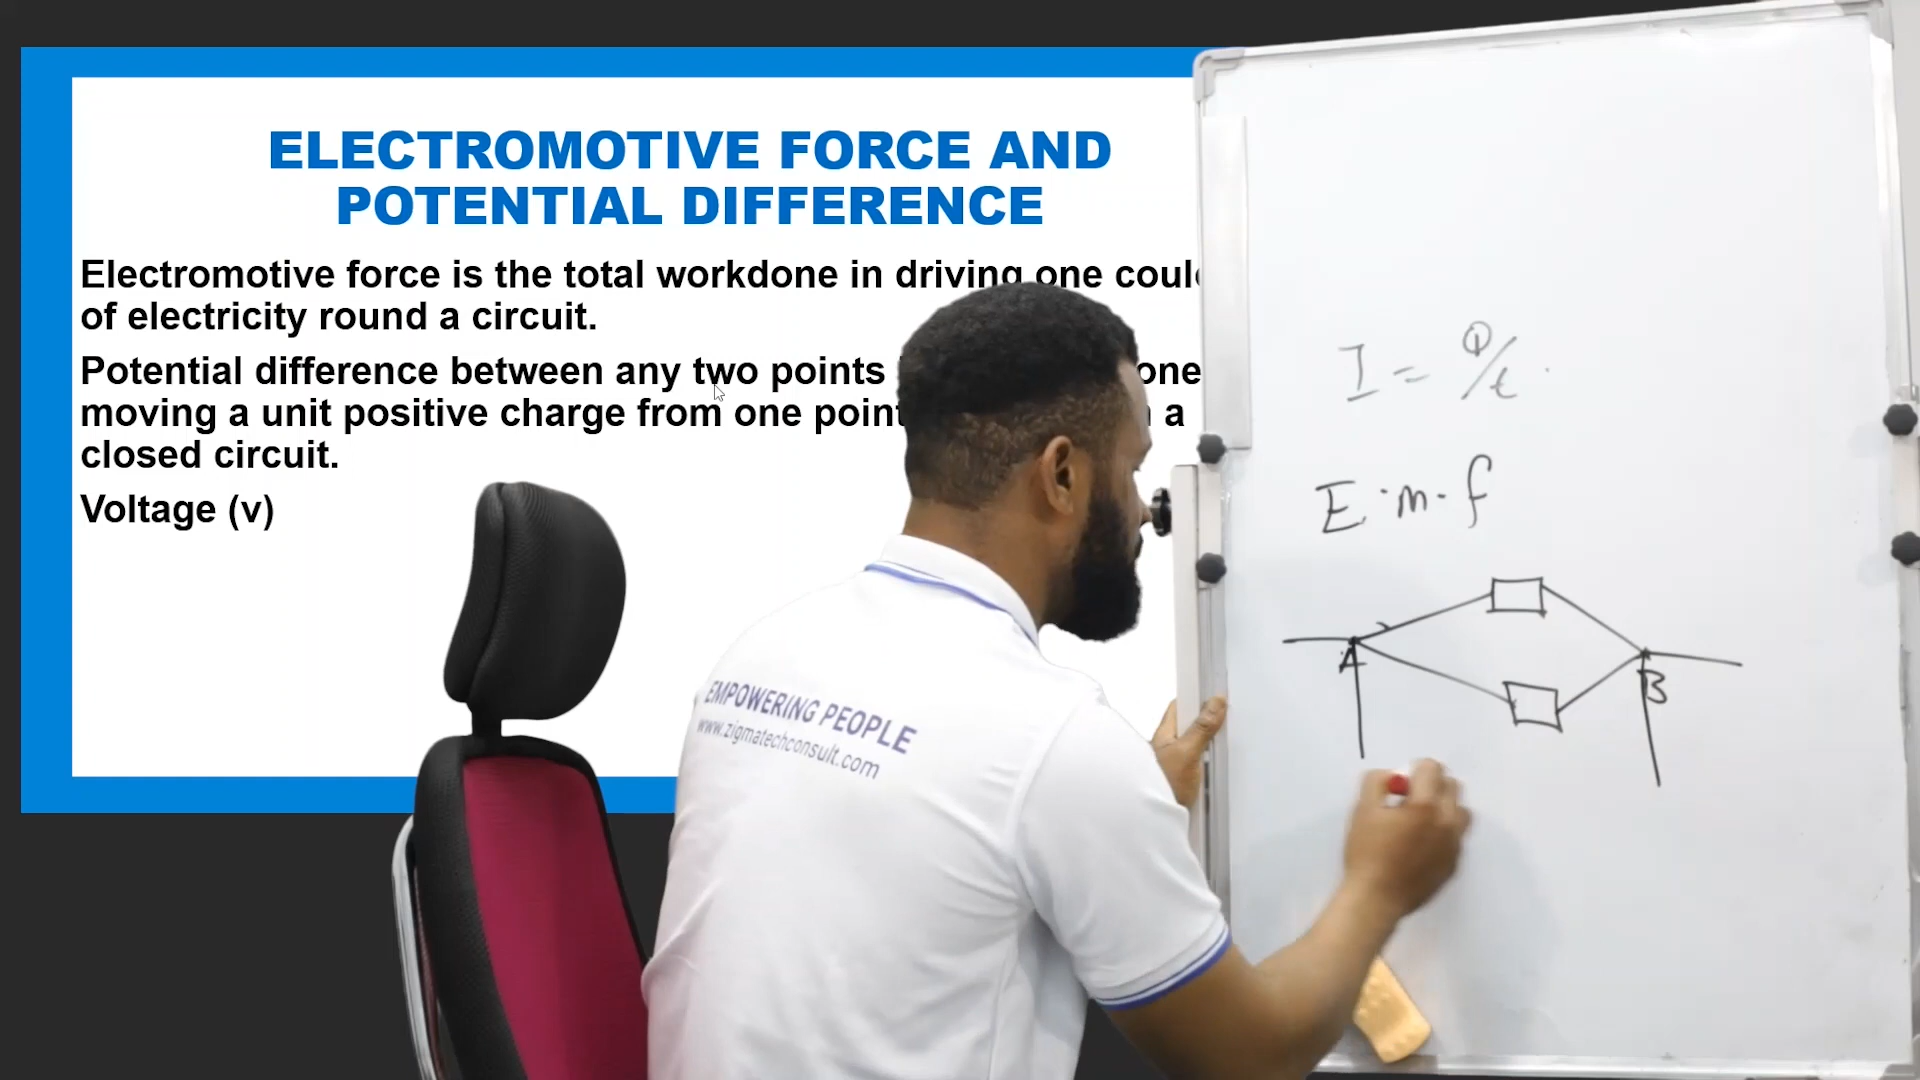 ELECTROMOTIVE FORCE AND
POTENTIAL DIFFERENCE
Electromotive force is the total workdone in driving one
of electricity round a circuit.
Potential difference between any two points one
moving a unit positive charge from one point a
closed circuit.
Voltage (v)
EMPOWERING PEOPLE
www.zigmatechconsult.com
I = Q/t.
E.m.f
A
B